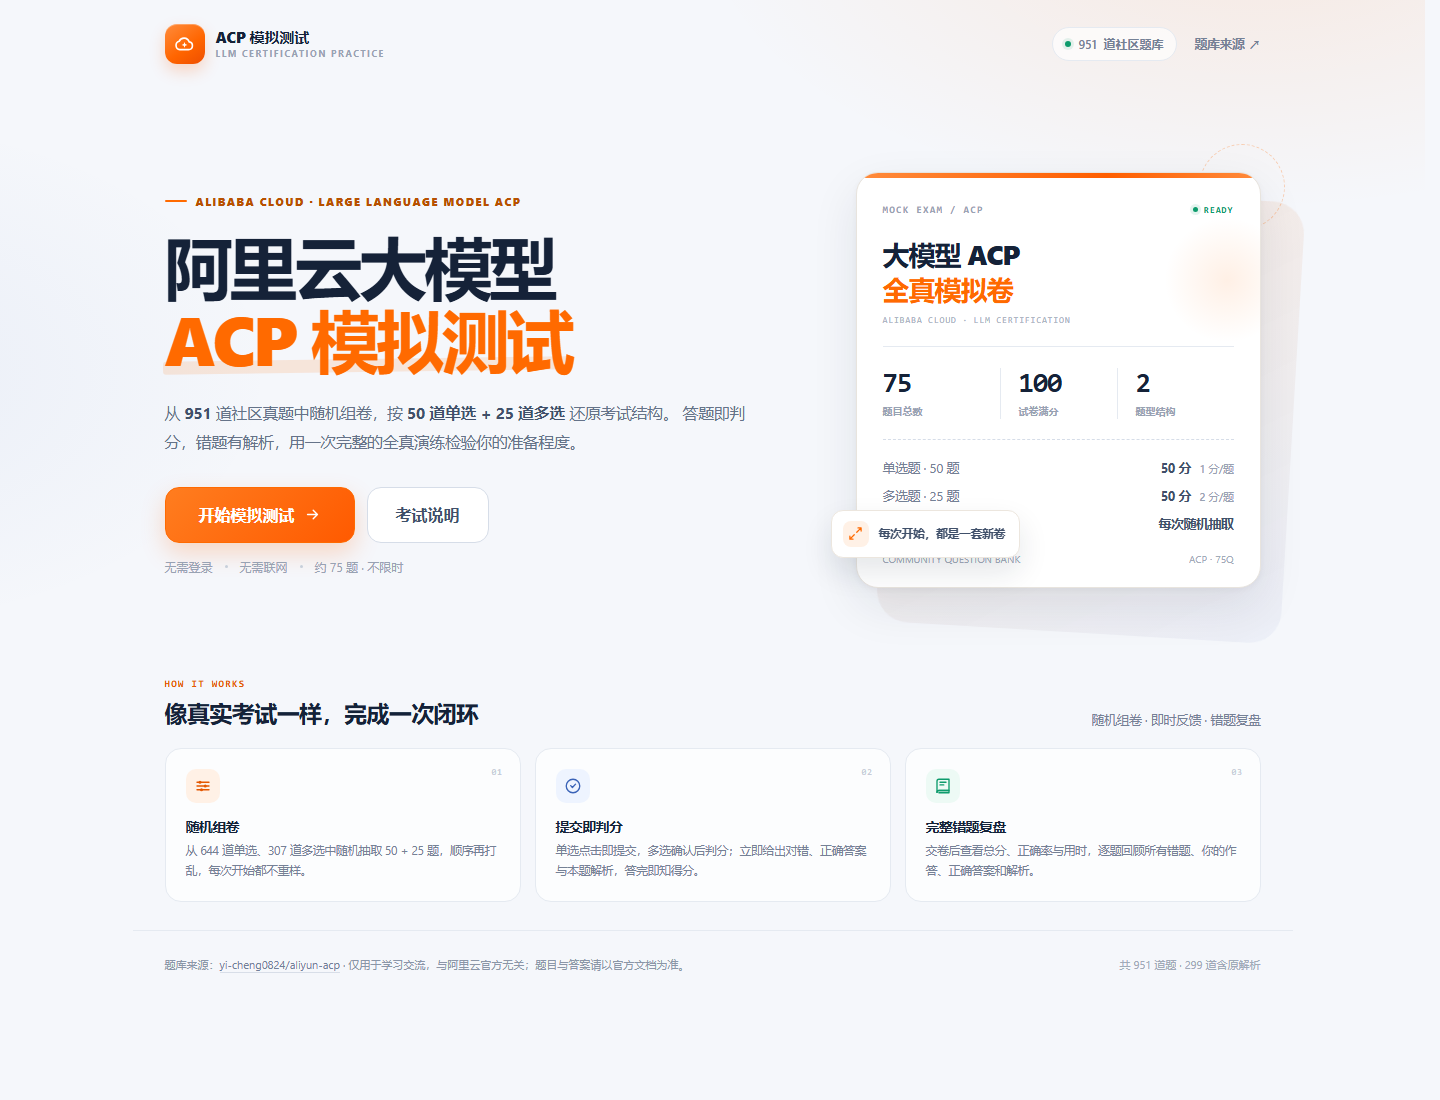 ACP 模拟测试
LLM CERTIFICATION PRACTICE
951 道社区题库
题库来源 ↗
ALIBABA CLOUD · LARGE LANGUAGE MODEL ACP
阿里云大模型
ACP 模拟测试
从 951 道社区真题中随机组卷，按 50 道单选 + 25 道多选 还原考试结构。 答题即判
分，错题有解析，用一次完整的全真演练检验你的准备程度。
开始模拟测试 →
考试说明
无需登录 • 无需联网 • 约 75 题 · 不限时
MOCK EXAM / ACP
READY
大模型 ACP
全真模拟卷
ALIBABA CLOUD · LLM CERTIFICATION
75
题目总数
100
试卷满分
2
题型结构
单选题 · 50 题
50 分 1 分/题
多选题 · 25 题
50 分 2 分/题
每次随机抽取
每次开始，都是一套新卷
COMMUNITY QUESTION BANK
ACP · 75Q
HOW IT WORKS
像真实考试一样，完成一次闭环
随机组卷 · 即时反馈 · 错题复盘
01
随机组卷
从 644 道单选、307 道多选中随机抽取 50 + 25 题，顺序再打
乱，每次开始都不重样。
02
提交即判分
单选点击即提交，多选确认后判分；立即给出对错、正确答案
与本题解析，答完即知得分。
03
完整错题复盘
交卷后查看总分、正确率与用时，逐题回顾所有错题、你的作
答、正确答案和解析。
题库来源：yi-cheng0824/aliyun-acp · 仅用于学习交流，与阿里云官方无关；题目与答案请以官方文档为准。
共 951 道题 · 299 道含原解析